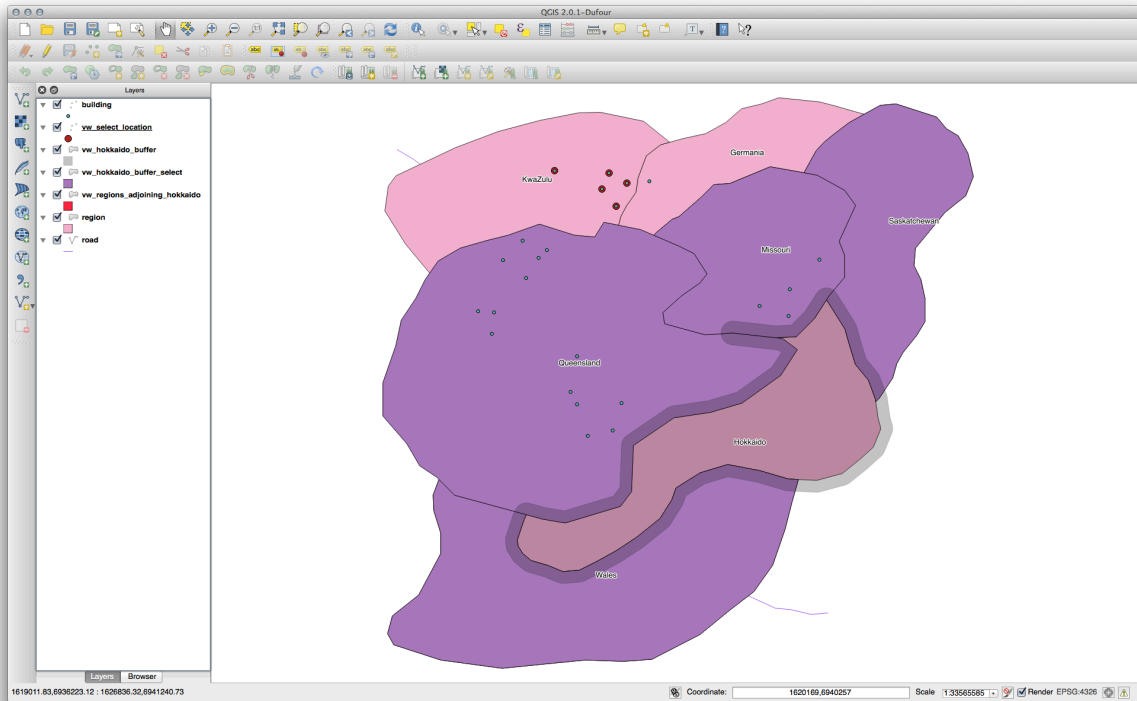 QGIS 2.0.1-Dufour
Layers
building
vw_select_location
vw_hokkaido_buffer
vw_hokkaido_buffer_select
vw_regions_adjoining_hokkaido
region
road
Germania
KwaZulu
Saskatchewan
Missouri
Queensland
Hokkaido
Wales
Layers
Browser
1619011.83,6936223.12 : 1626836.32,6941240.73
Coordinate:
1620169,6940257
Scale
1:33565585
Render
EPSG:4326